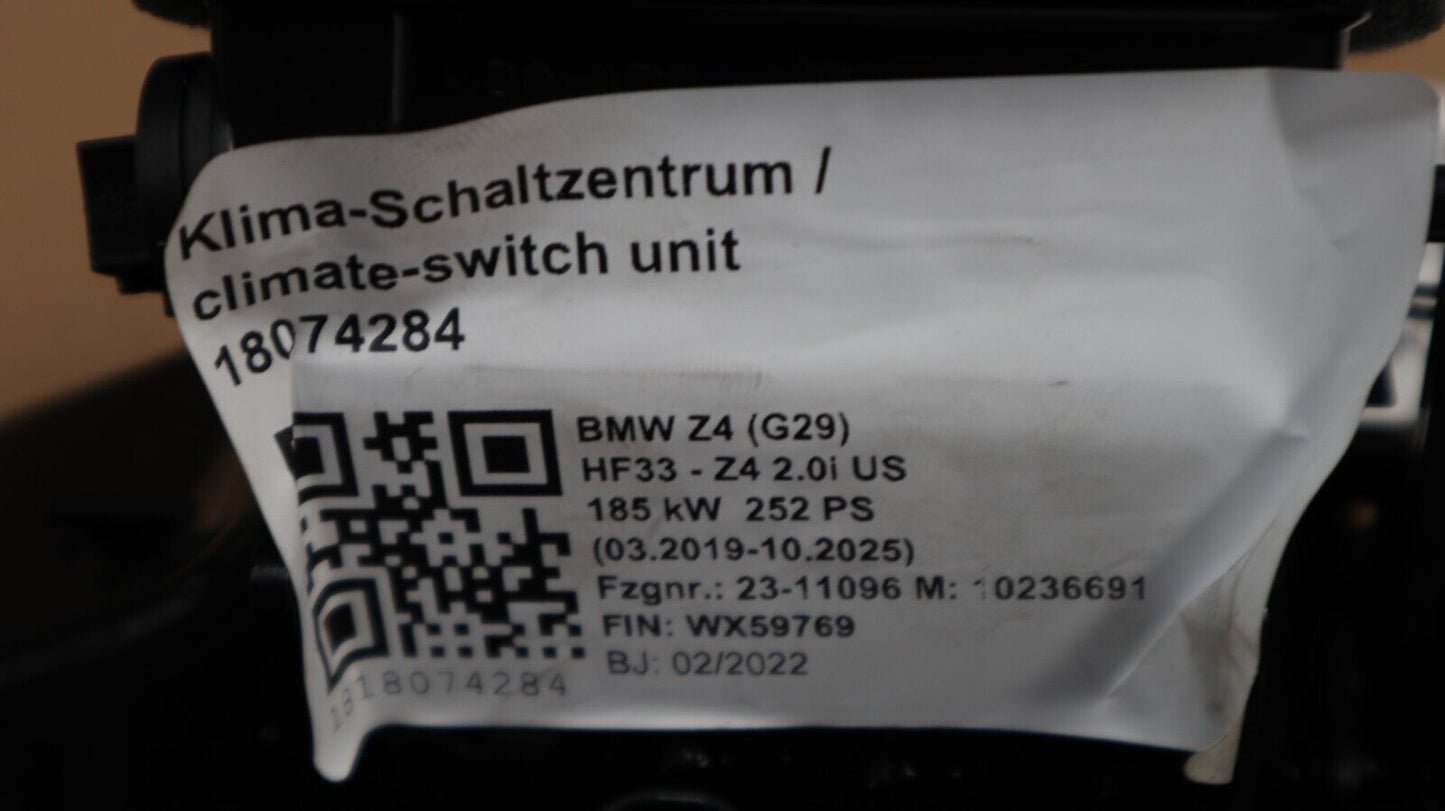 Klima-Schaltzentrum /
climate-switch unit
18074284
BMW Z4 (G29)
HF33 - Z4 2.0i US
185 kW 252 PS
(03.2019-10.2025)
Fzgnr.: 23-11096 M: 10236691
FIN: WX59769
BJ: 02/2022
1318074284